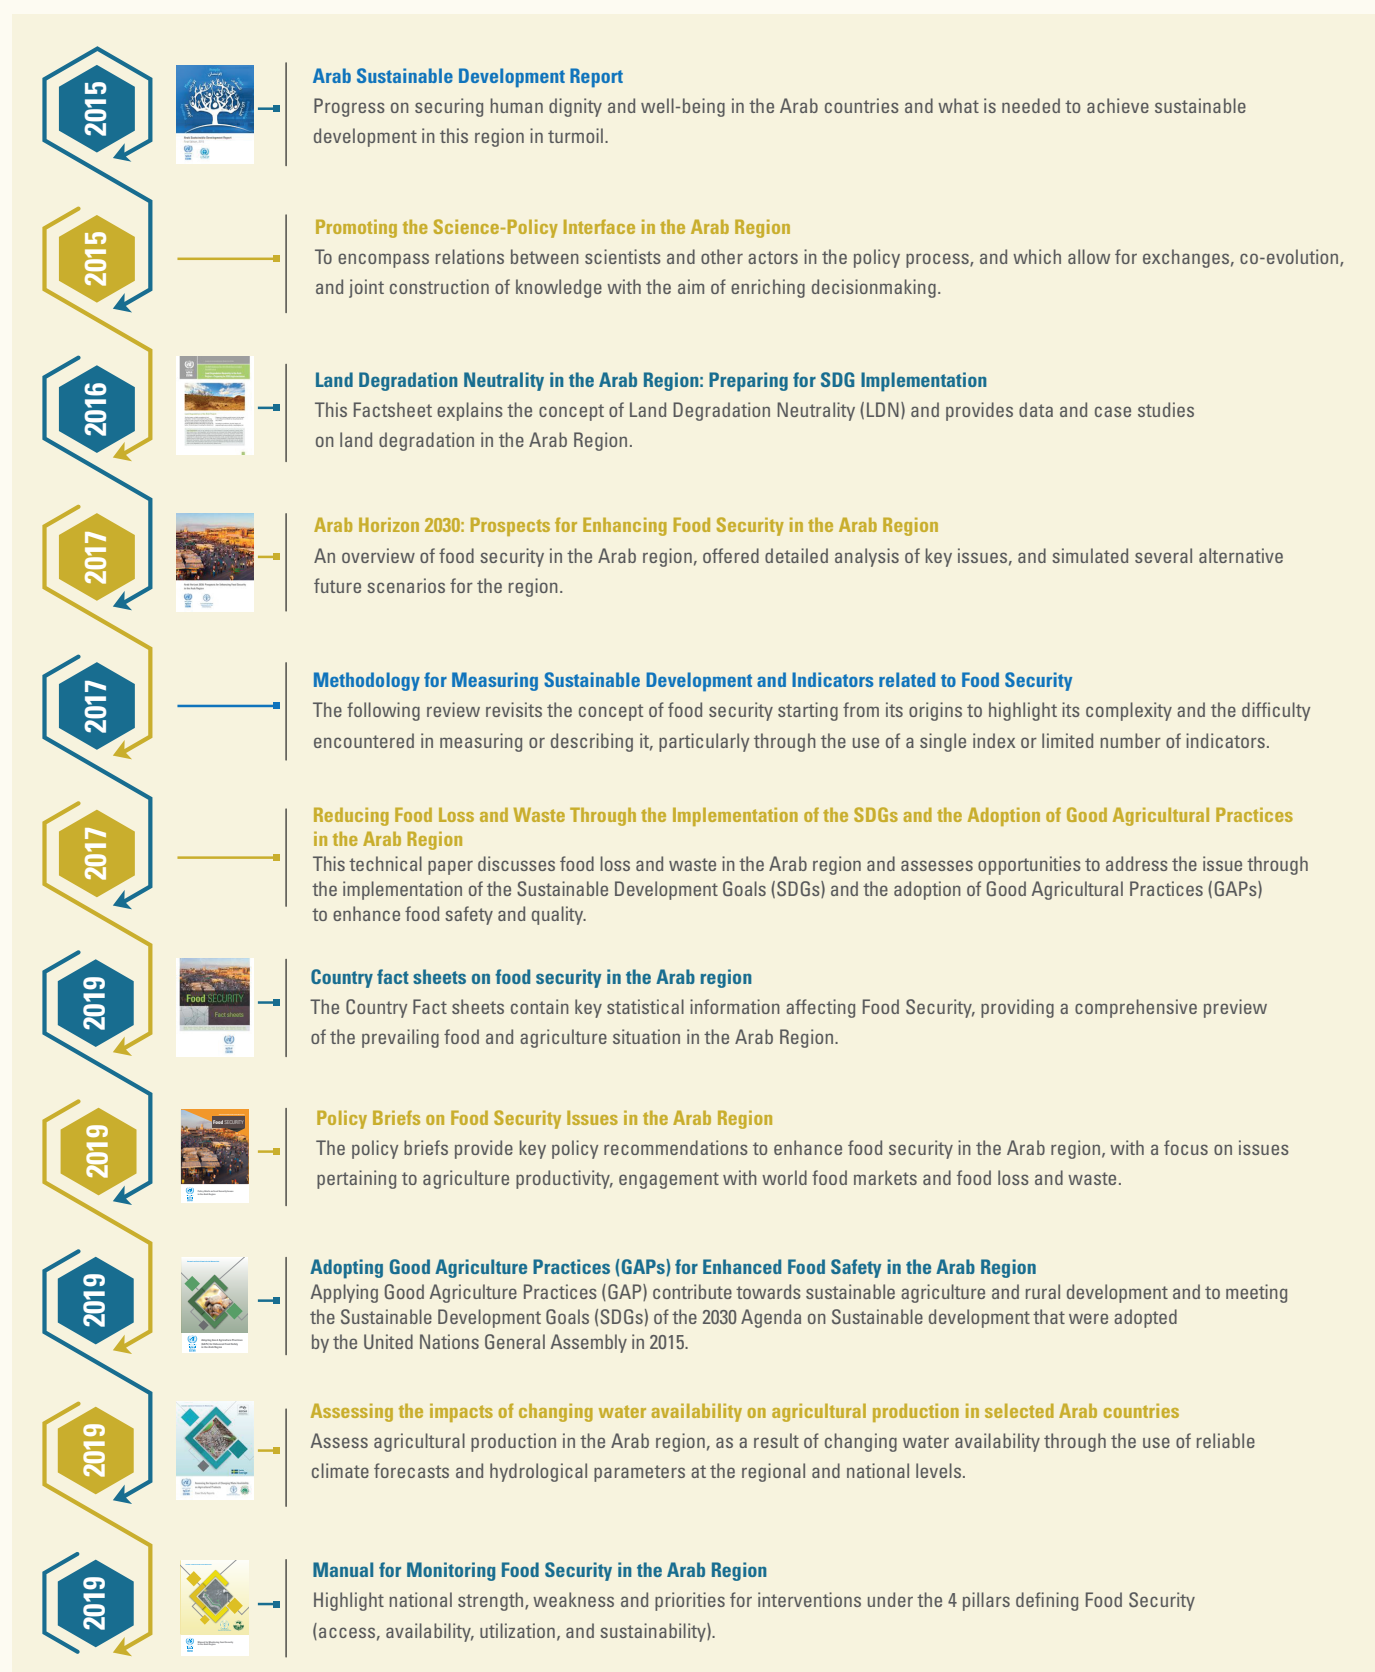 2015
Arab Sustainable Development Report
Progress on securing human dignity and well-being in the Arab countries and what is needed to achieve sustainable
development in this region in turmoil.
2015
Promoting the Science-Policy Interface in the Arab Region
To encompass relations between scientists and other actors in the policy process, and which allow for exchanges, co-evolution,
and joint construction of knowledge with the aim of enriching decisionmaking.
2016
Land Degradation Neutrality in the Arab Region: Preparing for SDG Implementation
This Factsheet explains the concept of Land Degradation Neutrality (LDN) and provides data and case studies
on land degradation in the Arab Region.
2017
Arab Horizon 2030: Prospects for Enhancing Food Security in the Arab Region
An overview of food security in the Arab region, offered detailed analysis of key issues, and simulated several alternative
future scenarios for the region.
2017
Methodology for Measuring Sustainable Development and Indicators related to Food Security
The following review revisits the concept of food security starting from its origins to highlight its complexity and the difficulty
encountered in measuring or describing it, particularly through the use of a single index or limited number of indicators.
2017
Reducing Food Loss and Waste Through the Implementation of the SDGs and the Adoption of Good Agricultural Practices
in the Arab Region
This technical paper discusses food loss and waste in the Arab region and assesses opportunities to address the issue through
the implementation of the Sustainable Development Goals (SDGs) and the adoption of Good Agricultural Practices (GAPs)
to enhance food safety and quality.
2019
Food SECURITY
Fact sheets
Country fact sheets on food security in the Arab region
The Country Fact sheets contain key statistical information affecting Food Security, providing a comprehensive preview
of the prevailing food and agriculture situation in the Arab Region.
2019
Food SECURITY
Policy Briefs on Food Security Issues in the Arab Region
The policy briefs provide key policy recommendations to enhance food security in the Arab region, with a focus on issues
pertaining to agriculture productivity, engagement with world food markets and food loss and waste.
2019
Adopting Good Agriculture Practices (GAPs) for Enhanced Food Safety in the Arab Region
Applying Good Agriculture Practices (GAP) contribute towards sustainable agriculture and rural development and to meeting
the Sustainable Development Goals (SDGs) of the 2030 Agenda on Sustainable development that were adopted
by the United Nations General Assembly in 2015.
2019
Assessing the impacts of changing water availability on agricultural production in selected Arab countries
Assess agricultural production in the Arab region, as a result of changing water availability through the use of reliable
climate forecasts and hydrological parameters at the regional and national levels.
2019
Manual for Monitoring Food Security in the Arab Region
Highlight national strength, weakness and priorities for interventions under the 4 pillars defining Food Security
(access, availability, utilization, and sustainability).